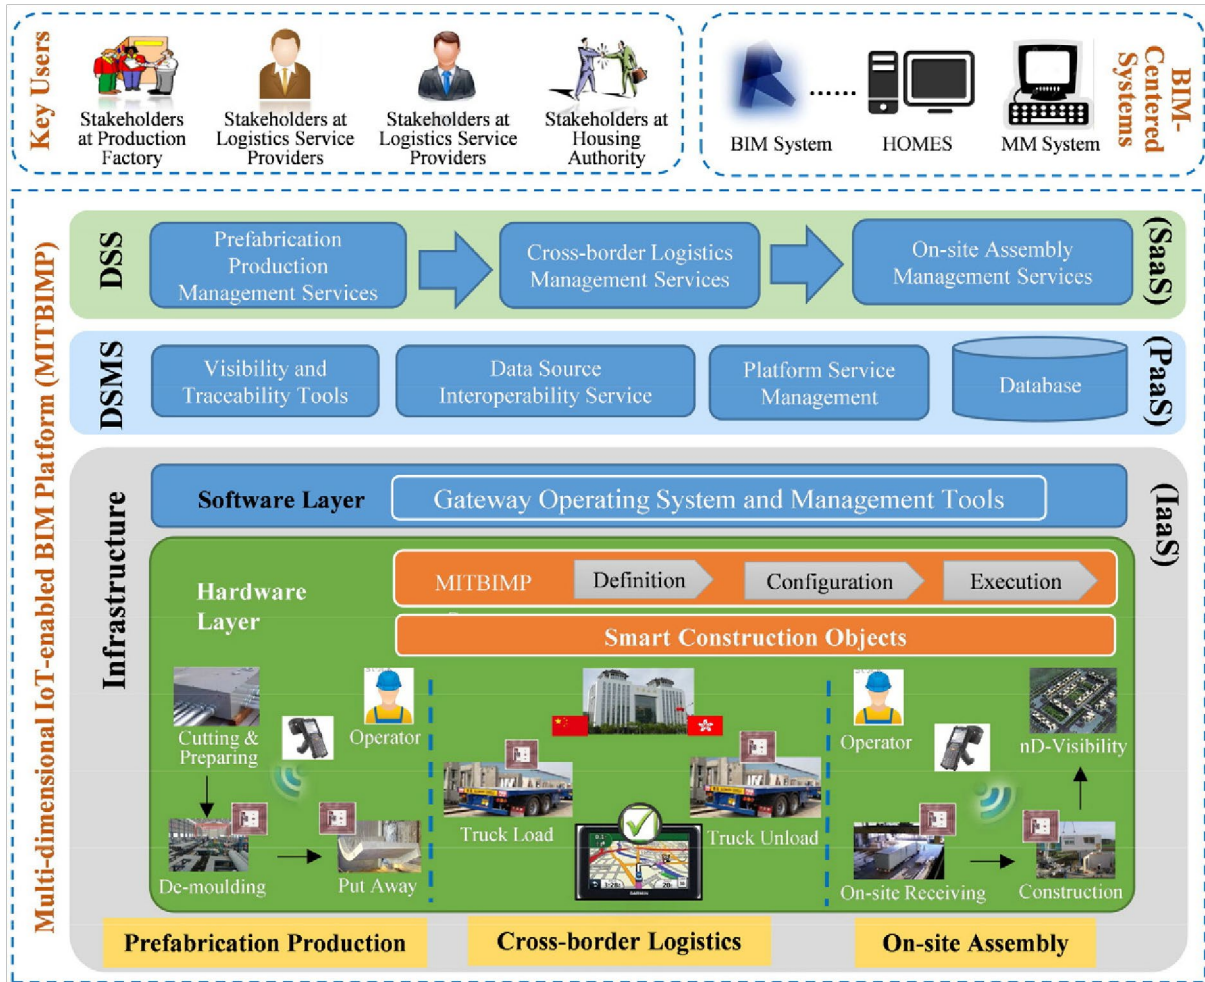 Key Users
Stakeholders
at Production
Factory
Stakeholders at
Logistics Service
Providers
Stakeholders at
Logistics Service
Providers
Stakeholders at
Housing
Authority
BIM System
......
HOMES
MM System
BIM-
Centered
Systems
Multi-dimensional IoT-enabled BIM Platform (MITBIMP)
DSS
Prefabrication
Production
Management Services
Cross-border Logistics
Management Services
On-site Assembly
Management Services
(SaaS)
DSMS
Visibility and
Traceability Tools
Data Source
Interoperability Service
Platform Service
Management
Database
(PaaS)
Infrastructure
(IaaS)
Software Layer
Gateway Operating System and Management Tools
Hardware
Layer
MITBIMP
Definition
Configuration
Execution
Smart Construction Objects
Cutting &
Preparing
Operator
De-moulding
Put Away
Truck Load
Truck Unload
GARMIN
Operator
nD-Visibility
On-site Receiving
Construction
Prefabrication Production
Cross-border Logistics
On-site Assembly